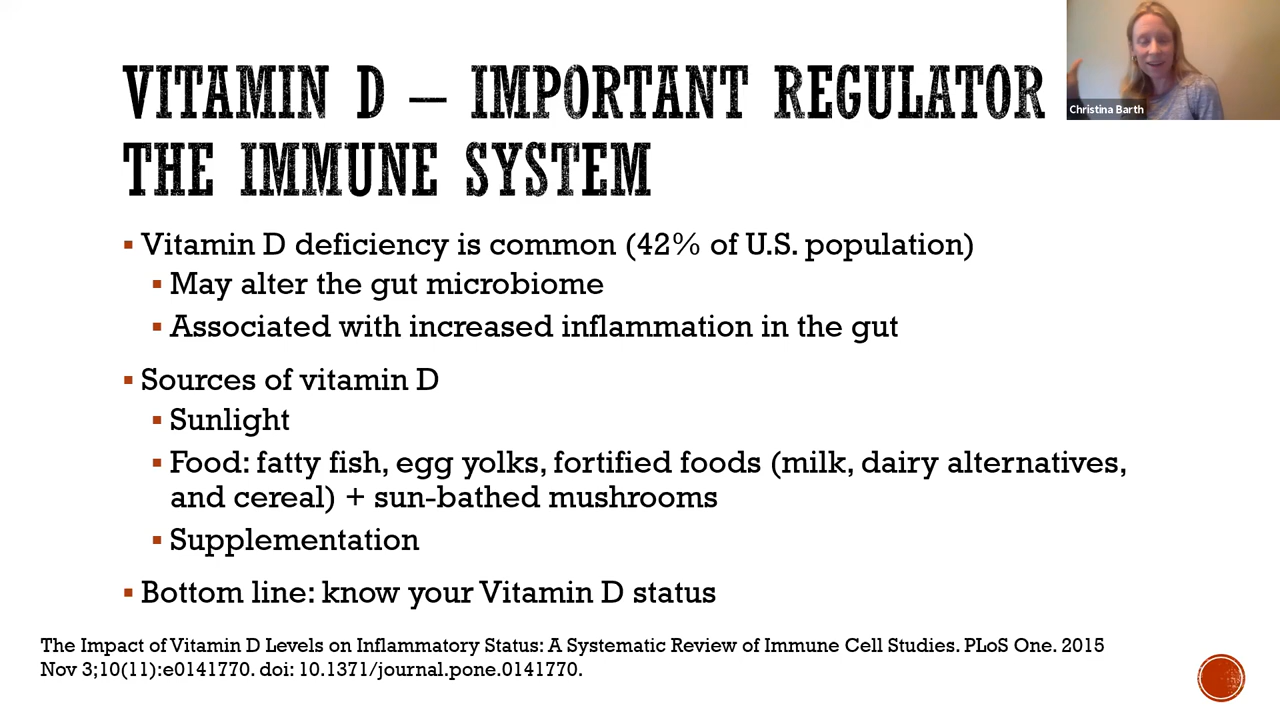 VITAMIN D – IMPORTANT REGULATOR
THE IMMUNE SYSTEM
Christina Barth
▪ Vitamin D deficiency is common (42% of U.S. population)
▪ May alter the gut microbiome
▪ Associated with increased inflammation in the gut
▪ Sources of vitamin D
▪ Sunlight
▪ Food: fatty fish, egg yolks, fortified foods (milk, dairy alternatives,
and cereal) + sun-bathed mushrooms
▪ Supplementation
▪ Bottom line: know your Vitamin D status
The Impact of Vitamin D Levels on Inflammatory Status: A Systematic Review of Immune Cell Studies. PLoS One. 2015
Nov 3;10(11):e0141770. doi: 10.1371/journal.pone.0141770.